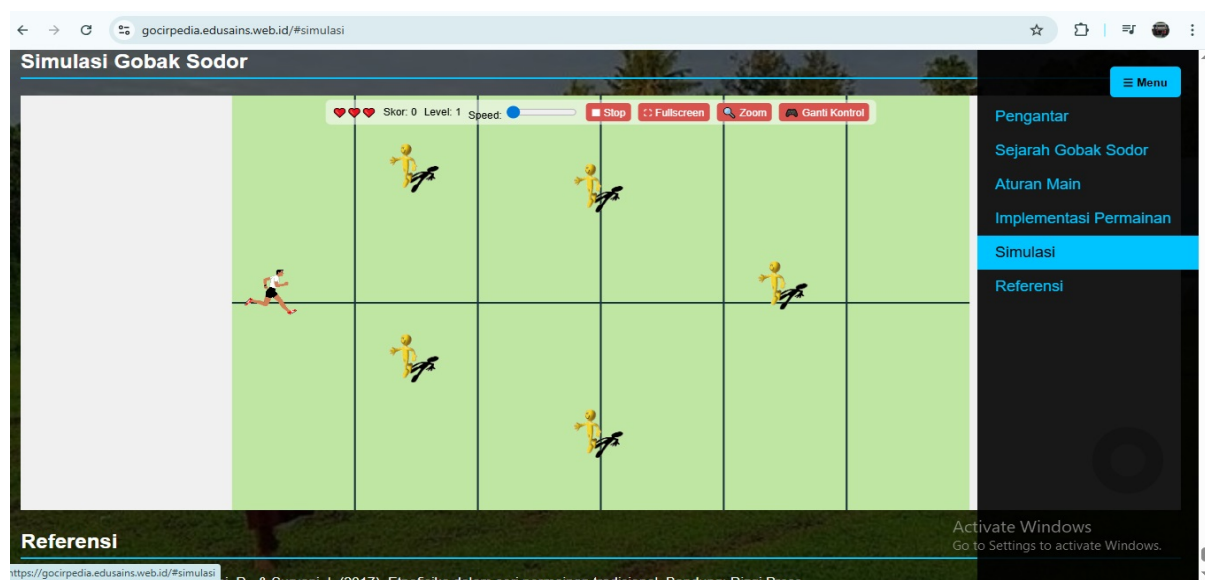 gocirpedia.edusains.web.id/#simulasi
Simulasi Gobak Sodor
☰ Menu
Skor: 0 Level: 1 Speed: Stop Fullscreen Zoom Ganti Kontrol
Pengantar
Sejarah Gobak Sodor
Aturan Main
Implementasi Permainan
Simulasi
Referensi
Activate Windows
Go to Settings to activate Windows.
Referensi
https://gocirpedia.edusains.web.id/#simulasi